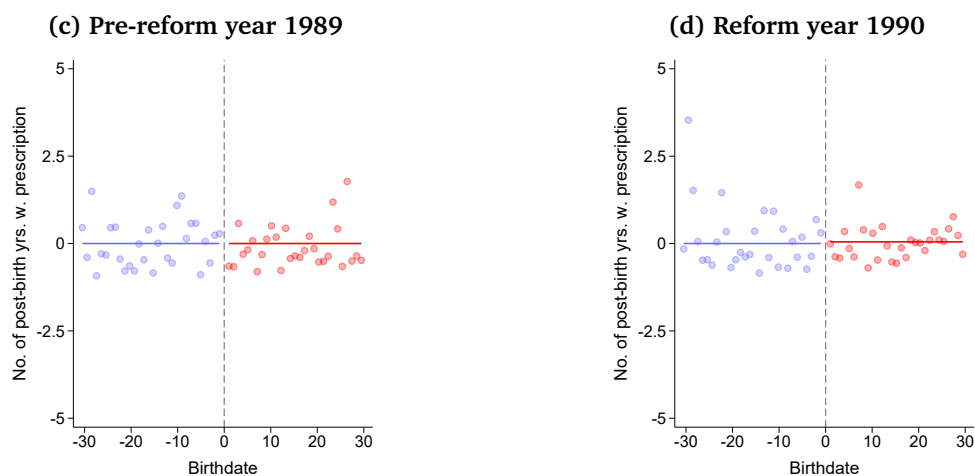 (c) Pre-reform year 1989
No. of post-birth yrs. w. prescription
5
2.5
0
-2.5
-5
-30 -20 -10 0 10 20 30
Birthdate
(d) Reform year 1990
No. of post-birth yrs. w. prescription
5
2.5
0
-2.5
-5
-30 -20 -10 0 10 20 30
Birthdate